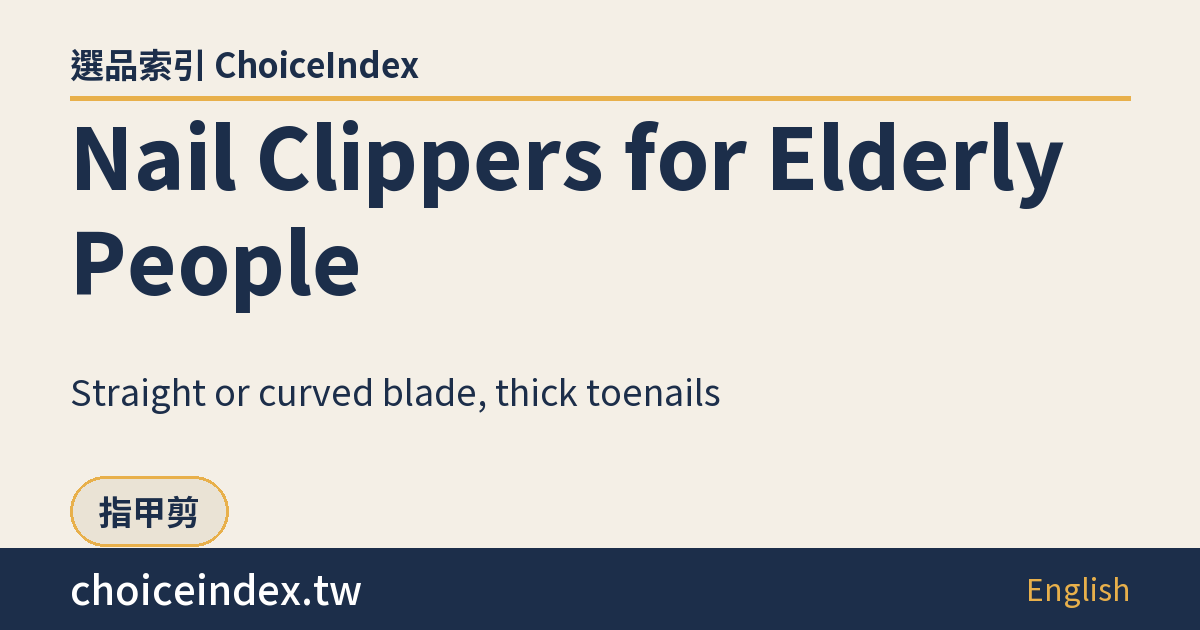 選品索引 ChoiceIndex
Nail Clippers for Elderly
People
Straight or curved blade, thick toenails
指甲剪
choiceindex.tw
English